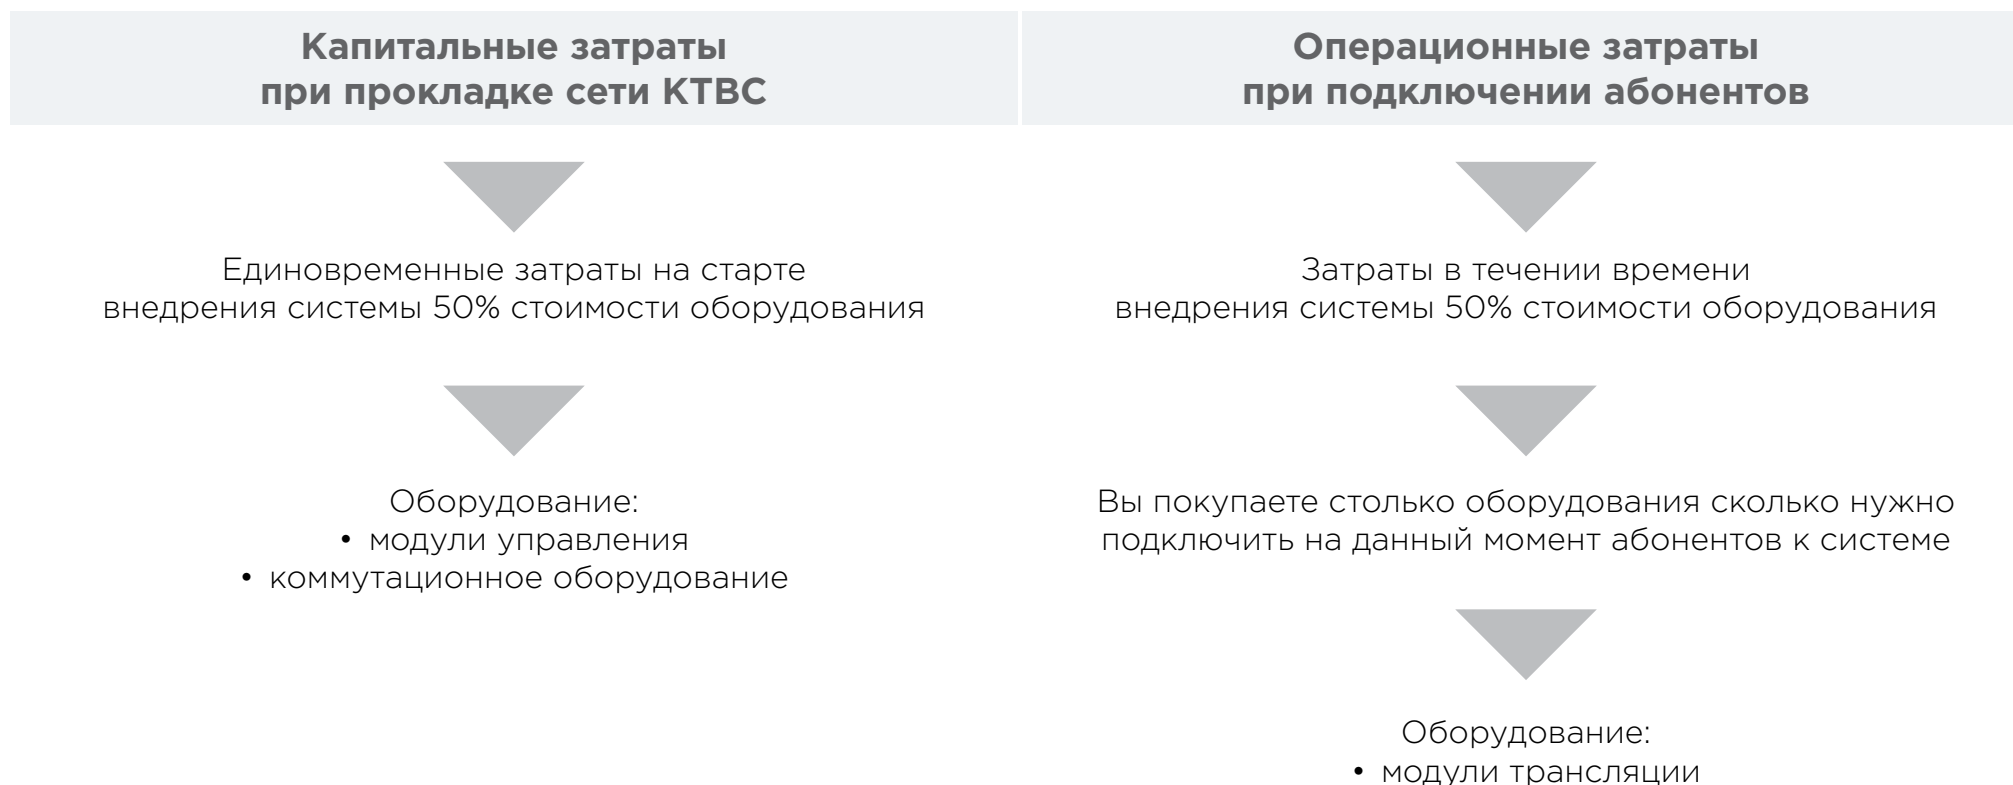 Капитальные затраты
при прокладке сети КТВС
Единовременные затраты на старте
внедрения системы 50% стоимости оборудования
Оборудование:
• модули управления
• коммутационное оборудование
Операционные затраты
при подключении абонентов
Затраты в течении времени
внедрения системы 50% стоимости оборудования
Вы покупаете столько оборудования сколько нужно
подключить на данный момент абонентов к системе
Оборудование:
• модули трансляции